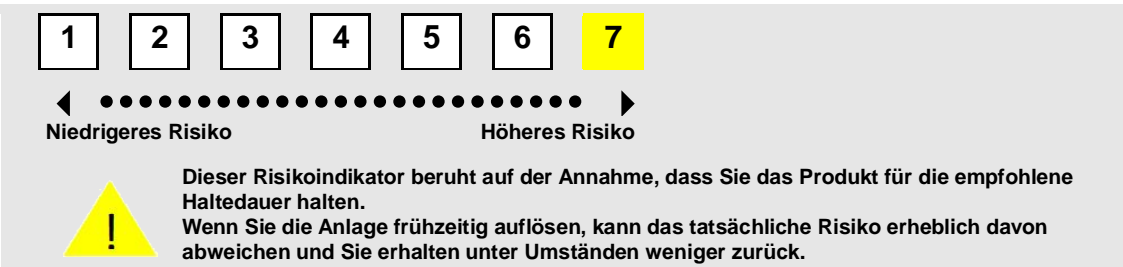 1 2 3 4 5 6 7
Niedrigeres Risiko Höheres Risiko
Dieser Risikoindikator beruht auf der Annahme, dass Sie das Produkt für die empfohlene
Haltedauer halten.
Wenn Sie die Anlage frühzeitig auflösen, kann das tatsächliche Risiko erheblich davon
abweichen und Sie erhalten unter Umständen weniger zurück.
!